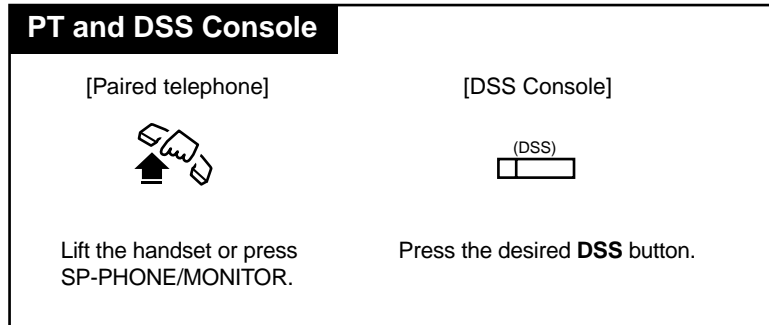 PT and DSS Console
[Paired telephone]
[DSS Console]
(DSS)
Lift the handset or press
SP-PHONE/MONITOR.
Press the desired DSS button.